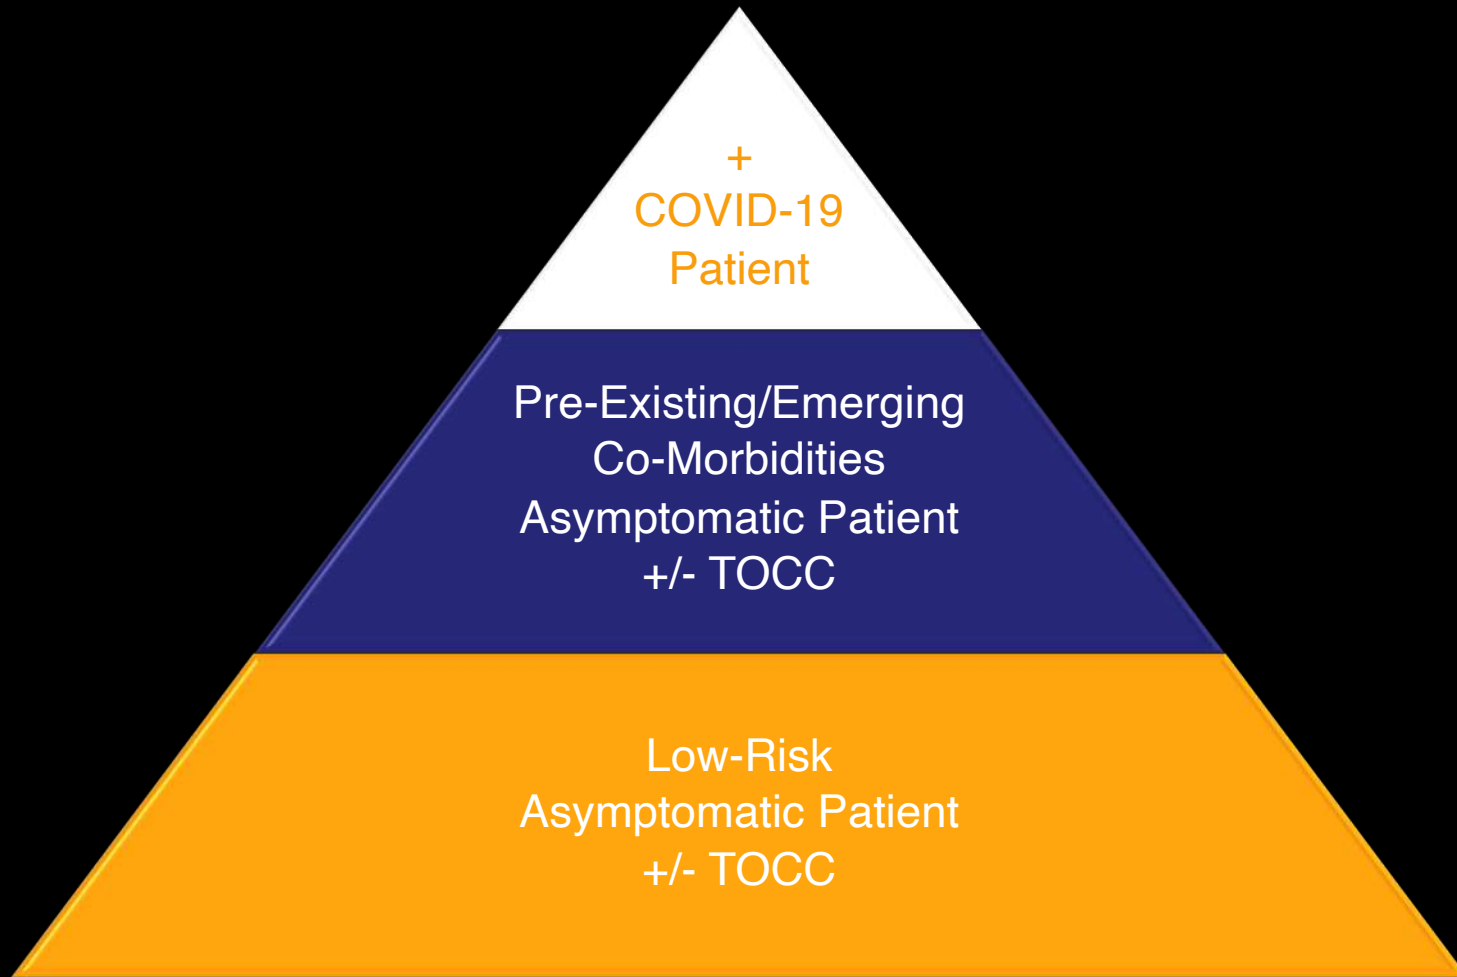 +
COVID-19
Patient
Pre-Existing/Emerging
Co-Morbidities
Asymptomatic Patient
+/- TOCC
Low-Risk
Asymptomatic Patient
+/- TOCC